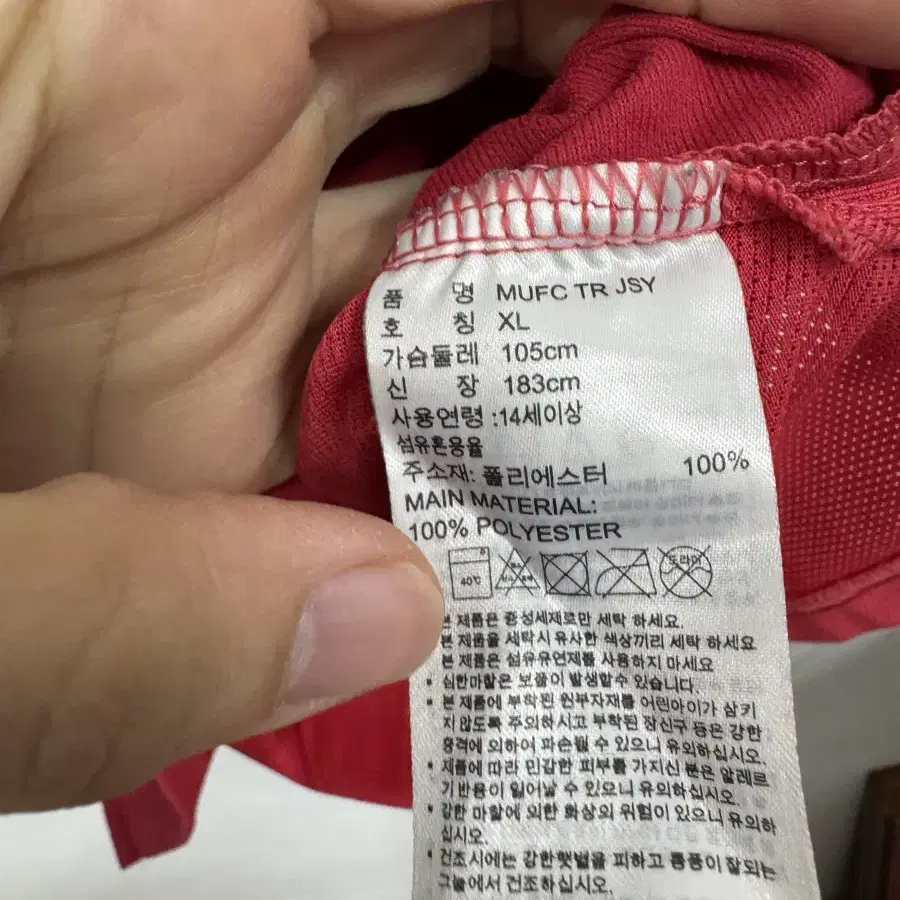 품 명 MUFC TR JSY
호 칭 XL
가슴둘레 105cm
신 장 183cm
사용연령 :14세이상
섬유혼용율
주소재: 폴리에스터 100%
MAIN MATERIAL:
100% POLYESTER
40℃ 드라이
본 제품은 중성세제로만 세탁 하세요.
본 제품을 세탁시 유사한 색상끼리 세탁 하세요
본 제품은 섬유유연제를 사용하지 마세요
• 심한마찰은 보풀이 발생할수 있습니다.
• 본 제품에 부착된 원부자재를 어린아이가 삼키
지않도록 주의하시고 부착된 장신구 등은 강한
충격에 의하여 파손될 수 있으니 유의하십시오.
• 제품에 따라 민감한 피부를 가지신 분은 알레르
기반응이 일어날 수 있으니 유의하십시오.
• 강한 마찰에 의한 화상의 위험이 있으니 유의하
십시오.
• 건조시에는 강한햇볕을 피하고 통풍이 잘되는
그늘에서 건조하십시오.